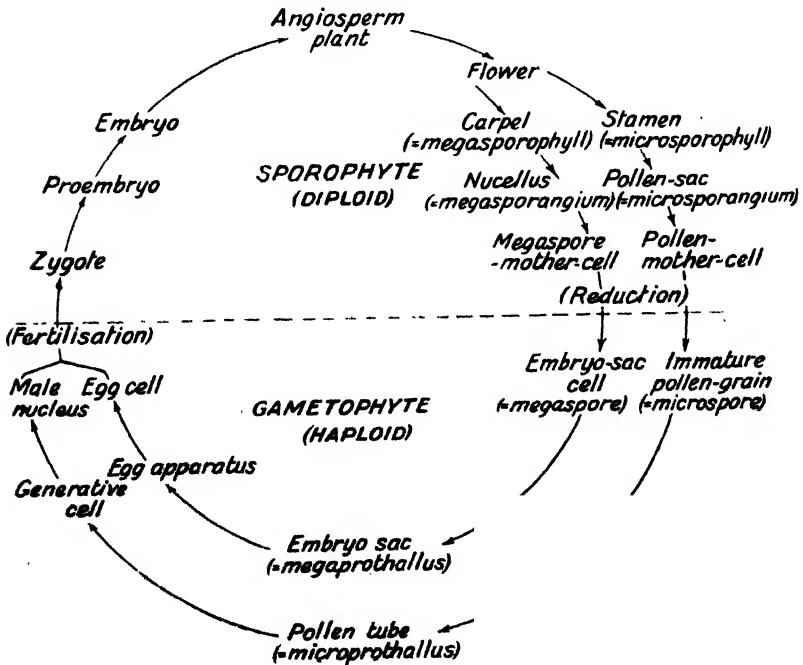 Angiosperm
plant
Flower
Carpel
(=megasporophyll)
Stamen
(=microsporophyll)
Embryo
SPOROPHYTE
(DIPLOID)
Proembryo
Nucellus
(=megasporangium)
Pollen-sac
(=microsporangium)
Megaspore
-mother-cell
Pollen-
mother-cell
Zygote
(Reduction)
(Fertilisation)
Embryo-sac
cell
(=megaspore)
Immature
pollen-grain
(=microspore)
Male
nucleus
Egg cell
GAMETOPHYTE
(HAPLOID)
Egg apparatus
Generative
cell
Embryo sac
(=megaprothallus)
Pollen tube
(=microprothallus)